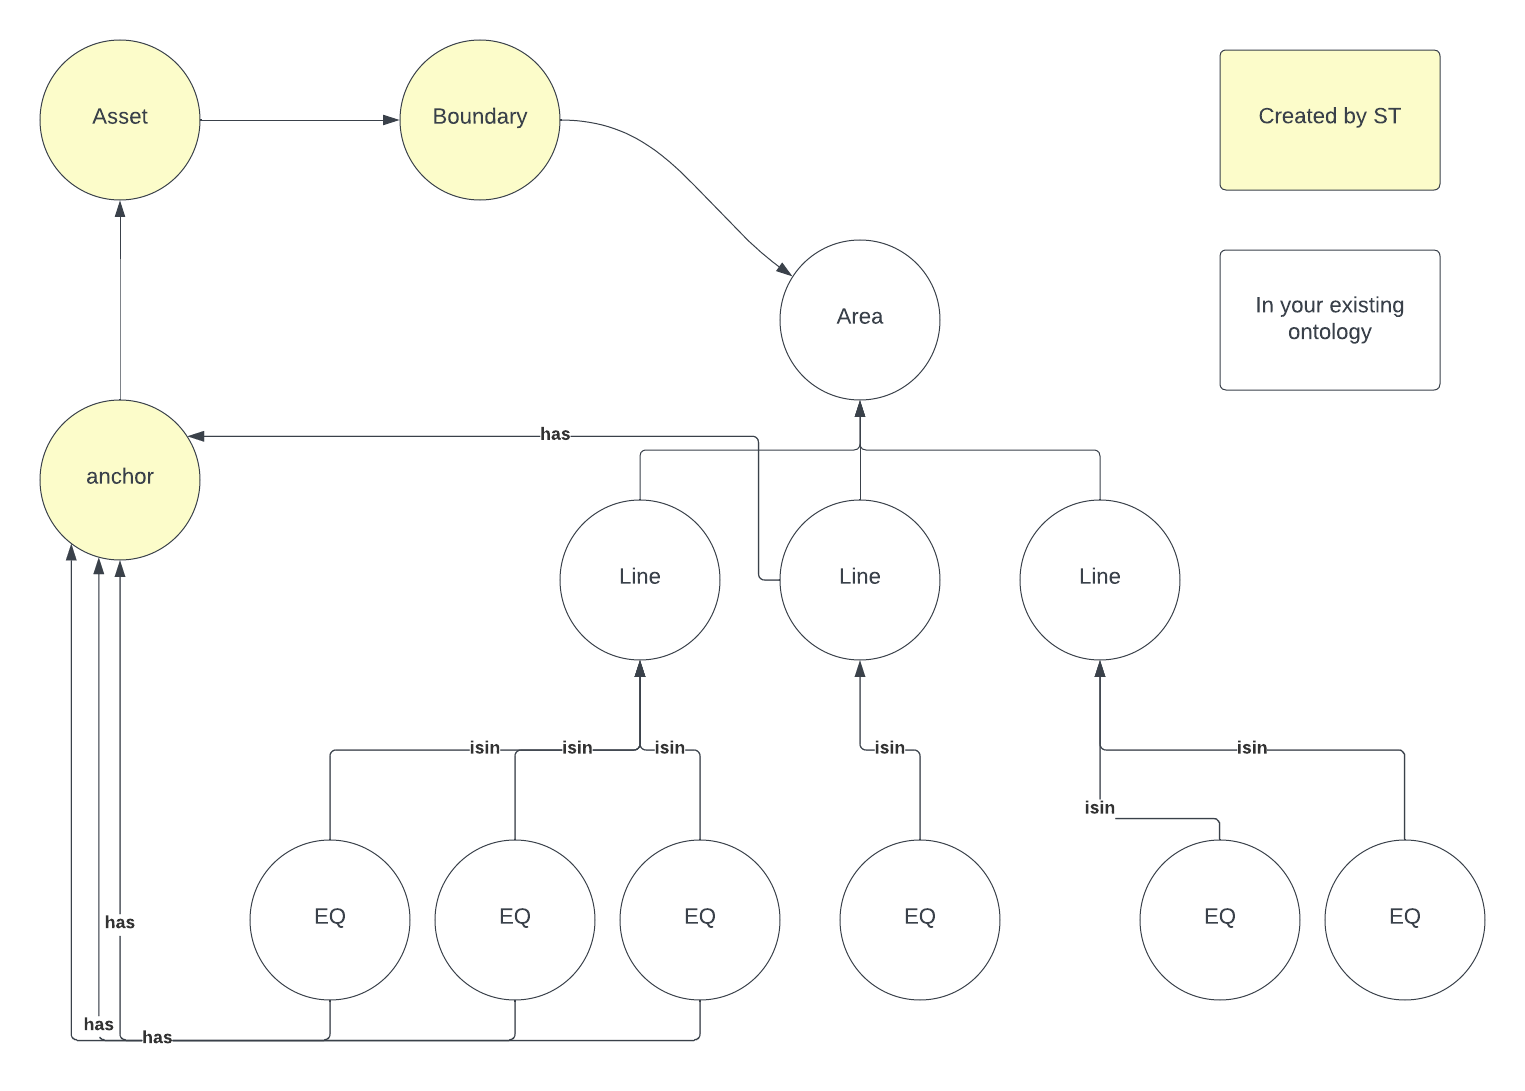 Asset
Boundary
Created by ST
In your existing
ontology
Area
has
anchor
Line
Line
Line
isin
isin
isin
isin
isin
isin
EQ
EQ
EQ
EQ
EQ
EQ
has
has
has